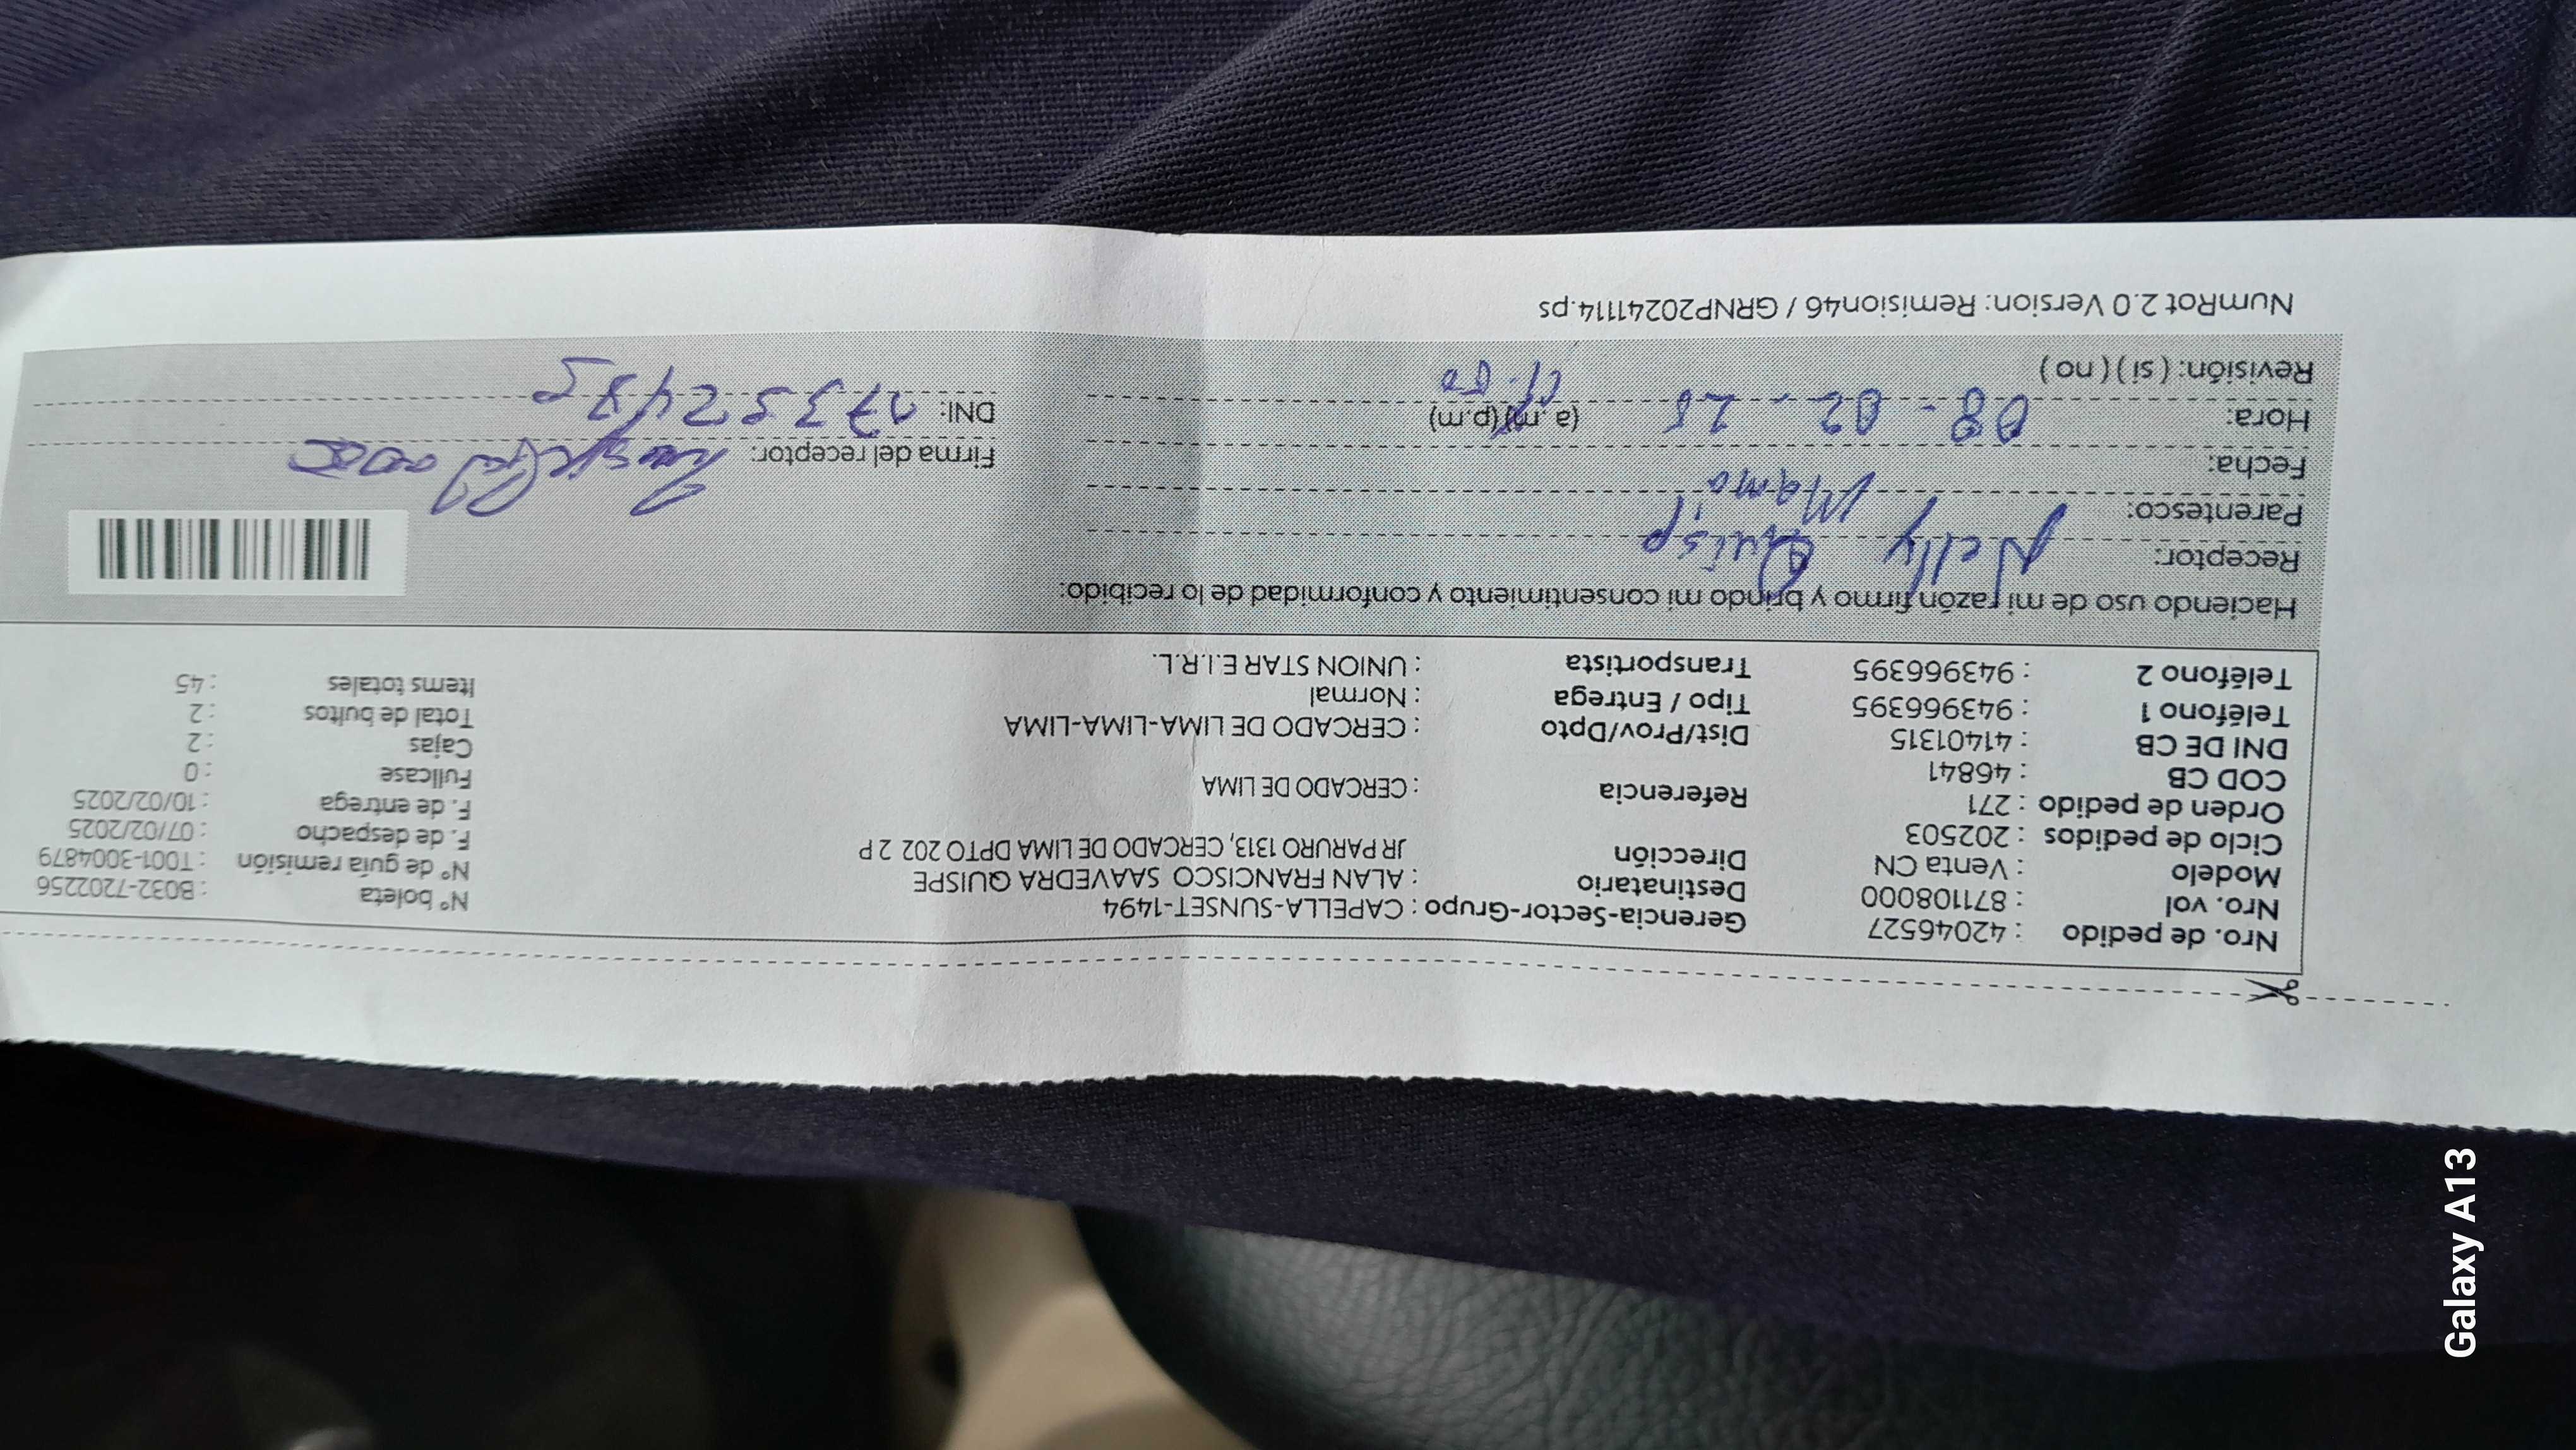 Nro. de pedido : 42046527
Nro. vol : 871108000
Modelo : Venta CN
Ciclo de pedidos : 202503
Orden de pedido : 271
COD CB : 46841
DNI DE CB : 41401315
Teléfono 1 : 943966395
Teléfono 2 : 943966395
Gerencia-Sector-Grupo : CAPELLA-SUNSET-1494
Destinatario : ALAN FRANCISCO SAAVEDRA QUISPE
Dirección JR PARURO 1313, CERCADO DE LIMA DPTO 202 2 P
Referencia : CERCADO DE LIMA
Dist/Prov/Dpto : CERCADO DE LIMA-LIMA-LIMA
Tipo / Entrega : Normal
Transportista : UNION STAR E.I.R.L.
N° boleta : B032-7202256
N° de guía remisión : T001-3004879
F. de despacho : 07/02/2025
F. de entrega : 10/02/2025
Fullcase : 0
Cajas : 2
Total de bultos : 2
Items totales : 45
Haciendo uso de mi razón firmo y brindo mi consentimiento y conformidad de lo recibido:
Receptor: Nelly Quisp
Parentesco: Mamá
Fecha:
Hora: 08-02-25 (a.m)(p.m)
Revisión: (si) (no)
Firma del receptor:
DNI:
NumRot 2.0 Version: Remision46 / GRNP20241114.ps
Galaxy A13